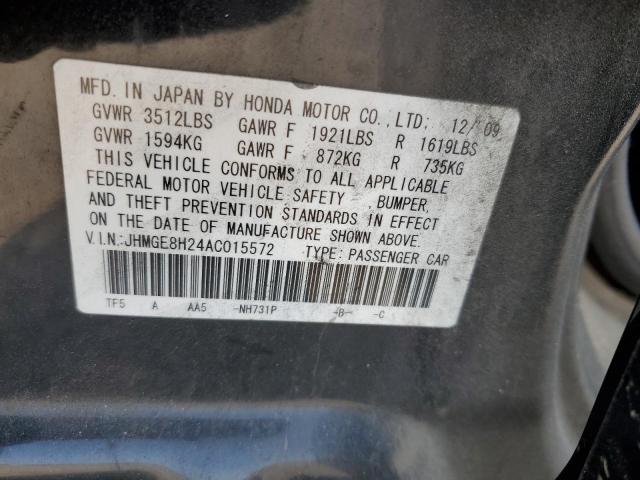 MFD. IN JAPAN BY HONDA MOTOR CO.,LTD; 12/09
GVWR 3512LBS GAWR F 1921LBS R 1619LBS
GVWR 1594KG GAWR F 872KG R 735KG
THIS VEHICLE CONFORMS TO ALL APPLICABLE
FEDERAL MOTOR VEHICLE SAFETY ,BUMPER,
AND THEFT PREVENTION STANDARDS IN EFFECT
ON THE DATE OF MANUFACTURE SHOWN ABOVE.
V.I.N:JHMGE8H24AC015572 TYPE: PASSENGER CAR
TF5 A AA5 -NH731P -B- -C